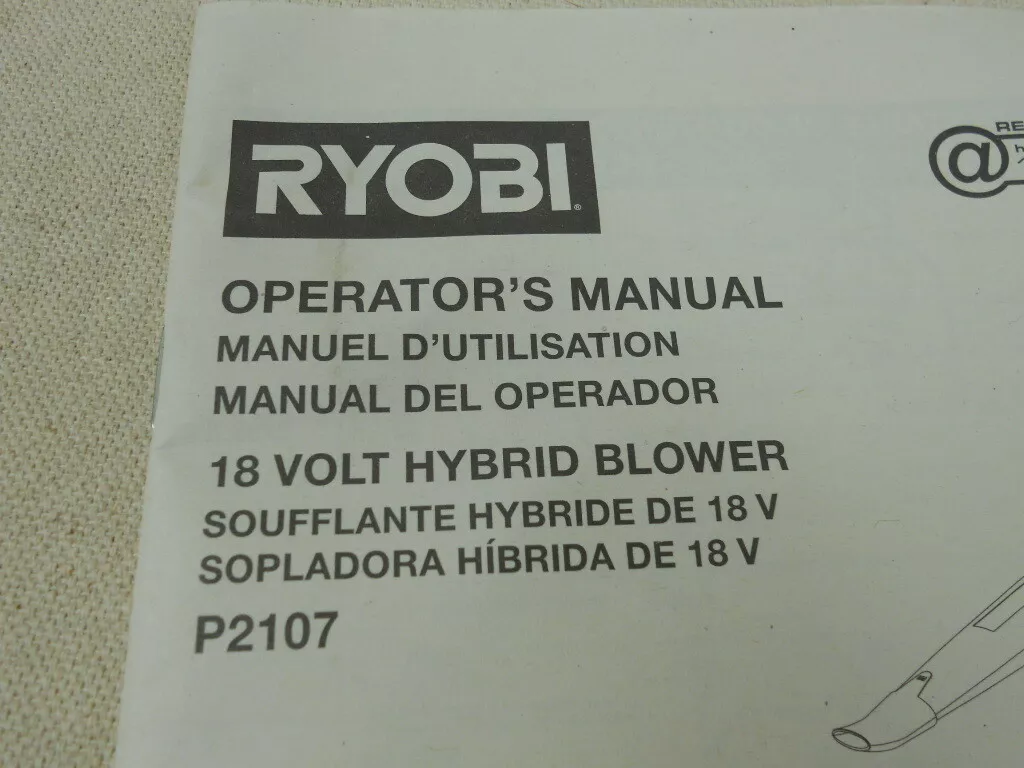 RYOBI®
RE
@
OPERATOR'S MANUAL
MANUEL D'UTILISATION
MANUAL DEL OPERADOR
18 VOLT HYBRID BLOWER
SOUFFLANTE HYBRIDE DE 18 V
SOPLADORA HÍBRIDA DE 18 V
P2107